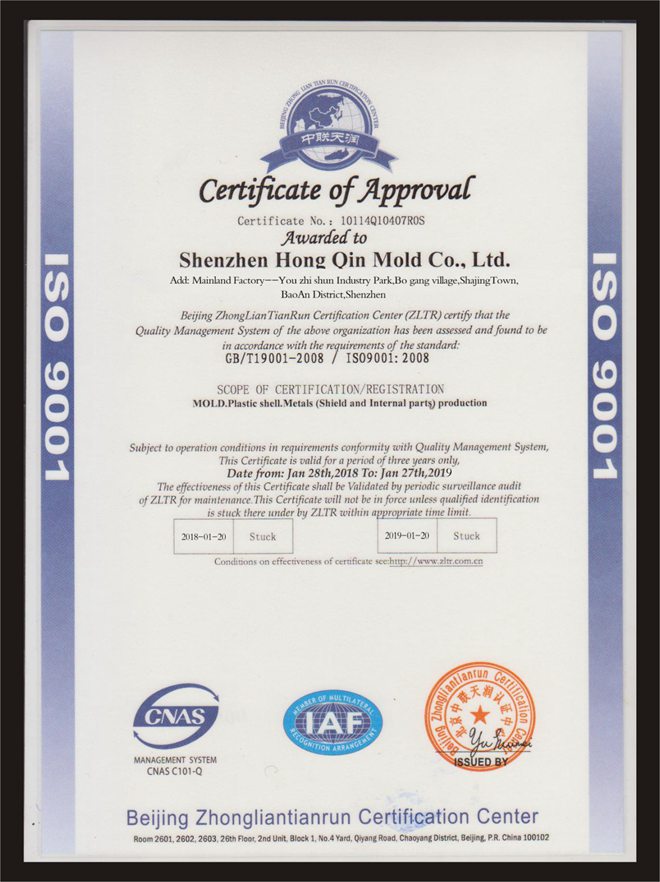 BEIJING ZHONG LIAN TIAN RUN CERTIFICATION CENTER
中联天润
Certificate of Approval
Certificate No.: 10114Q10407R0S
Awarded to
Shenzhen Hong Qin Mold Co., Ltd.
Add: Mainland Factory--You zhi shun Industry Park,Bo gang village,ShajingTown,
BaoAn District,Shenzhen
Beijing ZhongLianTianRun Certification Center (ZLTR) certify that the
Quality Management System of the above organization has been assessed and found to be
in accordance with the requirements of the standard:
GB/T19001-2008 / ISO9001:2008
SCOPE OF CERTIFICATION/REGISTRATION
MOLD.Plastic shell.Metals (Shield and Internal parts) production
Subject to operation conditions in requirements conformity with Quality Management System,
This Certificate is valid for a period of three years only,
Date from: Jan 28th,2018 To: Jan 27th,2019
The effectiveness of this Certificate shall be Validated by periodic surveillance audit
of ZLTR for maintenance.This Certificate will not be in force unless qualified identification
is stuck there under by ZLTR within appropriate time limit.
2018-01-20 Stuck 2019-01-20 Stuck
Conditions on effectiveness of certificate see:http://www.zltr.com.cn
ISO 9001
ISO 9001
CNAS
MANAGEMENT SYSTEM
CNAS C101-Q
MEMBER OF MULTILATERAL
IAF
RECOGNITION ARRANGEMENT
Beijing Zhongliantianrun Certification Center
北京中联天润认证中心
ISSUED BY
Beijing Zhongliantianrun Certification Center
Room 2601, 2602, 2603, 26th Floor, 2nd Unit, Block 1, No.4 Yard, Qiyang Road, Chaoyang District, Beijing, P.R. China 100102